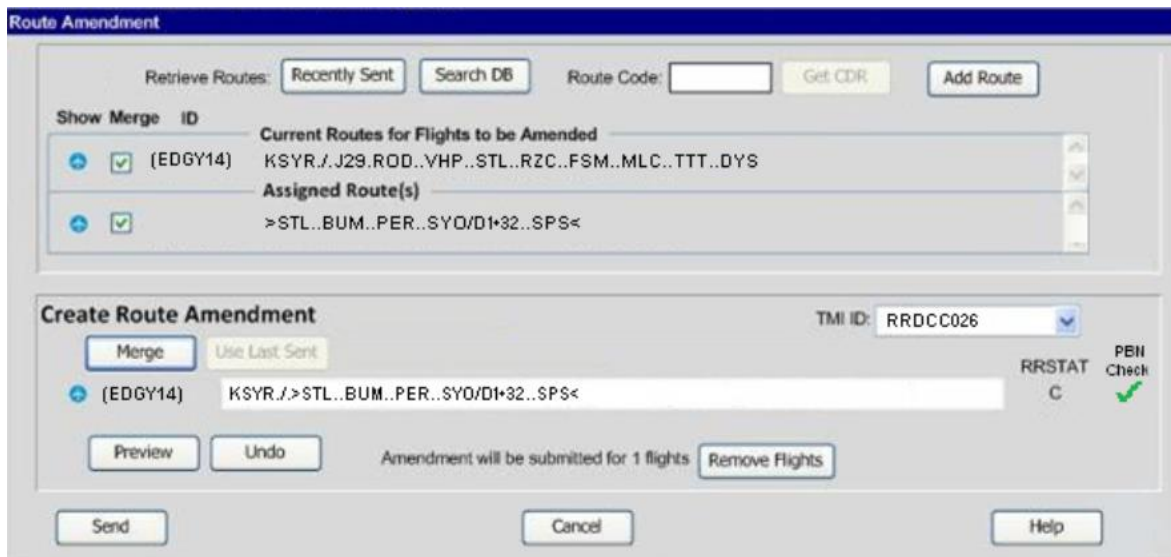 Route Amendment
Retrieve Routes: Recently Sent Search DB Route Code: Get CDR Add Route
Show Merge ID
Current Routes for Flights to be Amended
(EDGY14) KSYR./.J29.ROD..VHP..STL..RZC..FSM..MLC..TTT..DYS
Assigned Route(s)
>STL..BUM..PER..SYO/D1+32..SPS<
Create Route Amendment TMI ID: RRDCC026
Merge Use Last Sent RRSTAT PBN Check
(EDGY14) KSYR./.>STL..BUM..PER..SYO/D1+32..SPS< C
Preview Undo Amendment will be submitted for 1 flights Remove Flights
Send Cancel Help